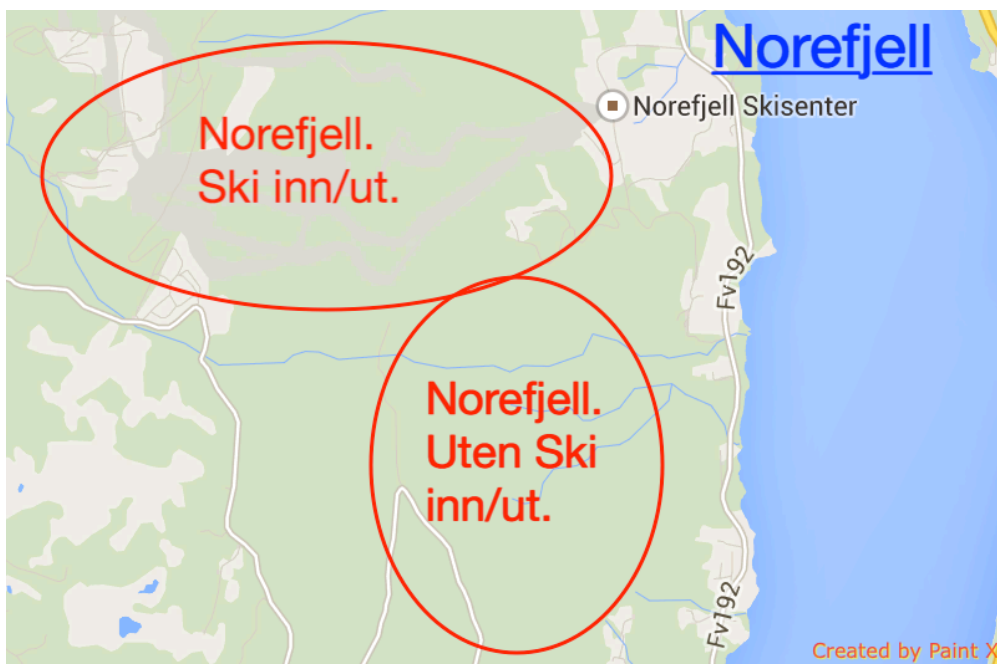 Norefjell
Norefjell Skisenter
Norefjell.
Ski inn/ut.
Fv192
Norefjell.
Uten Ski
inn/ut.
Fv192
Created by Paint X